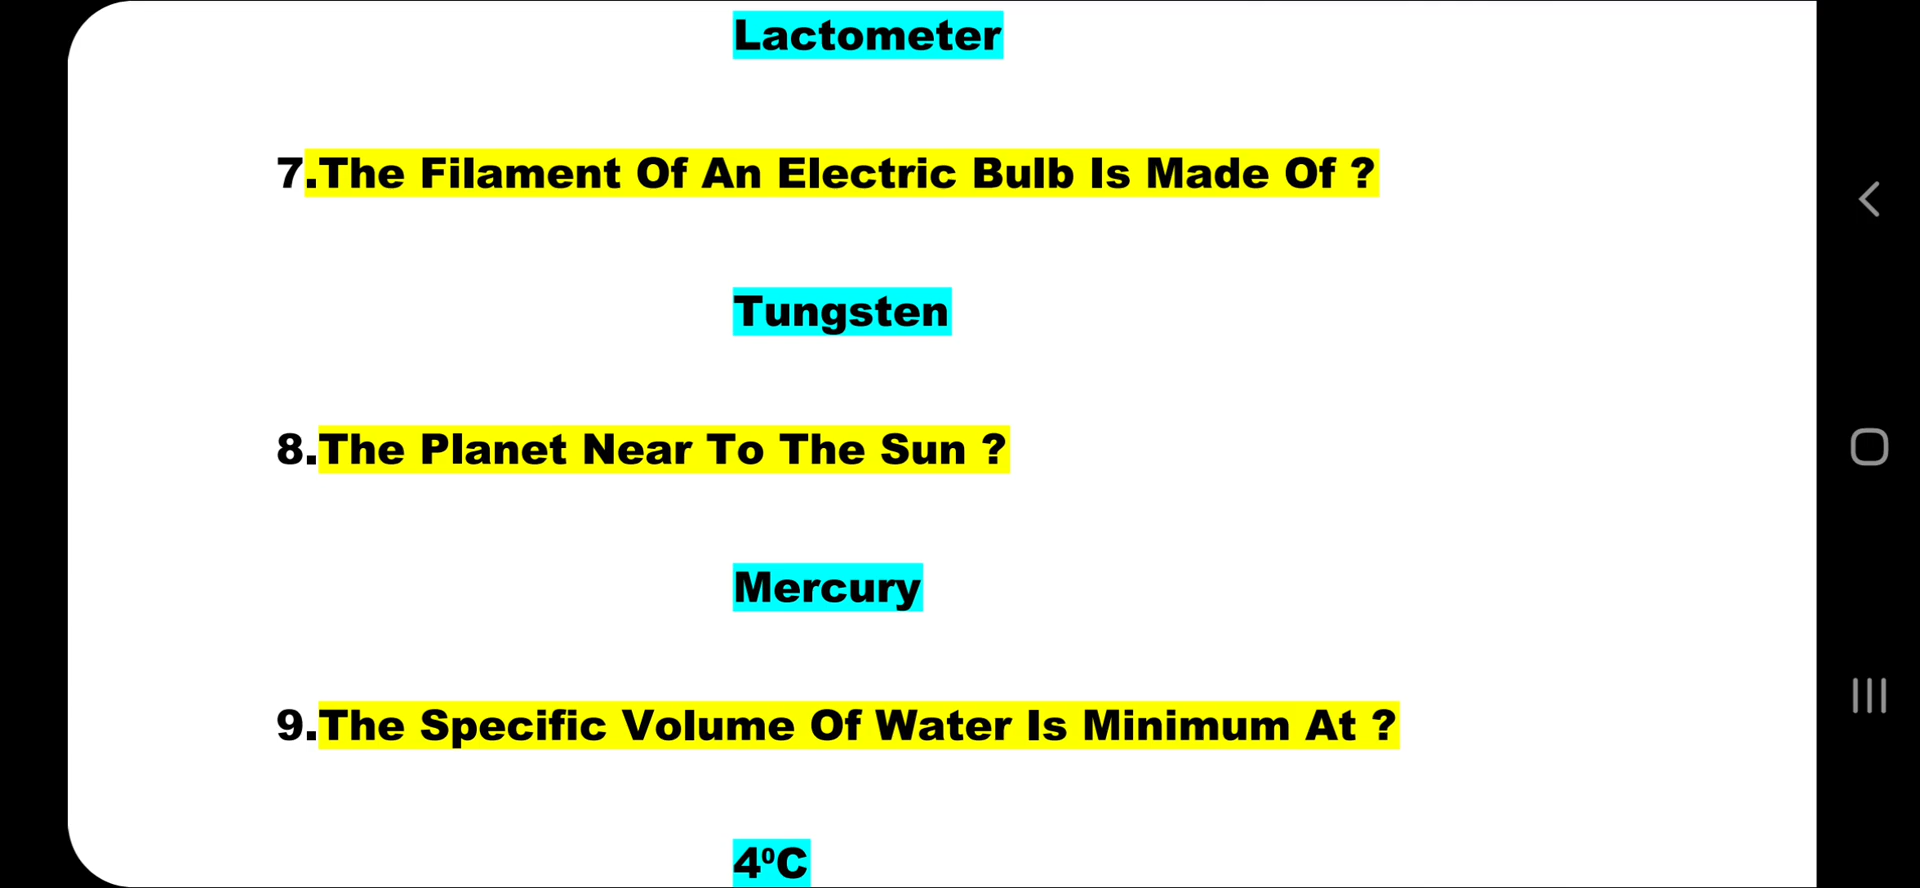 Lactometer
7.The Filament Of An Electric Bulb Is Made Of ?
Tungsten
8.The Planet Near To The Sun ?
Mercury
9.The Specific Volume Of Water Is Minimum At ?
4⁰C